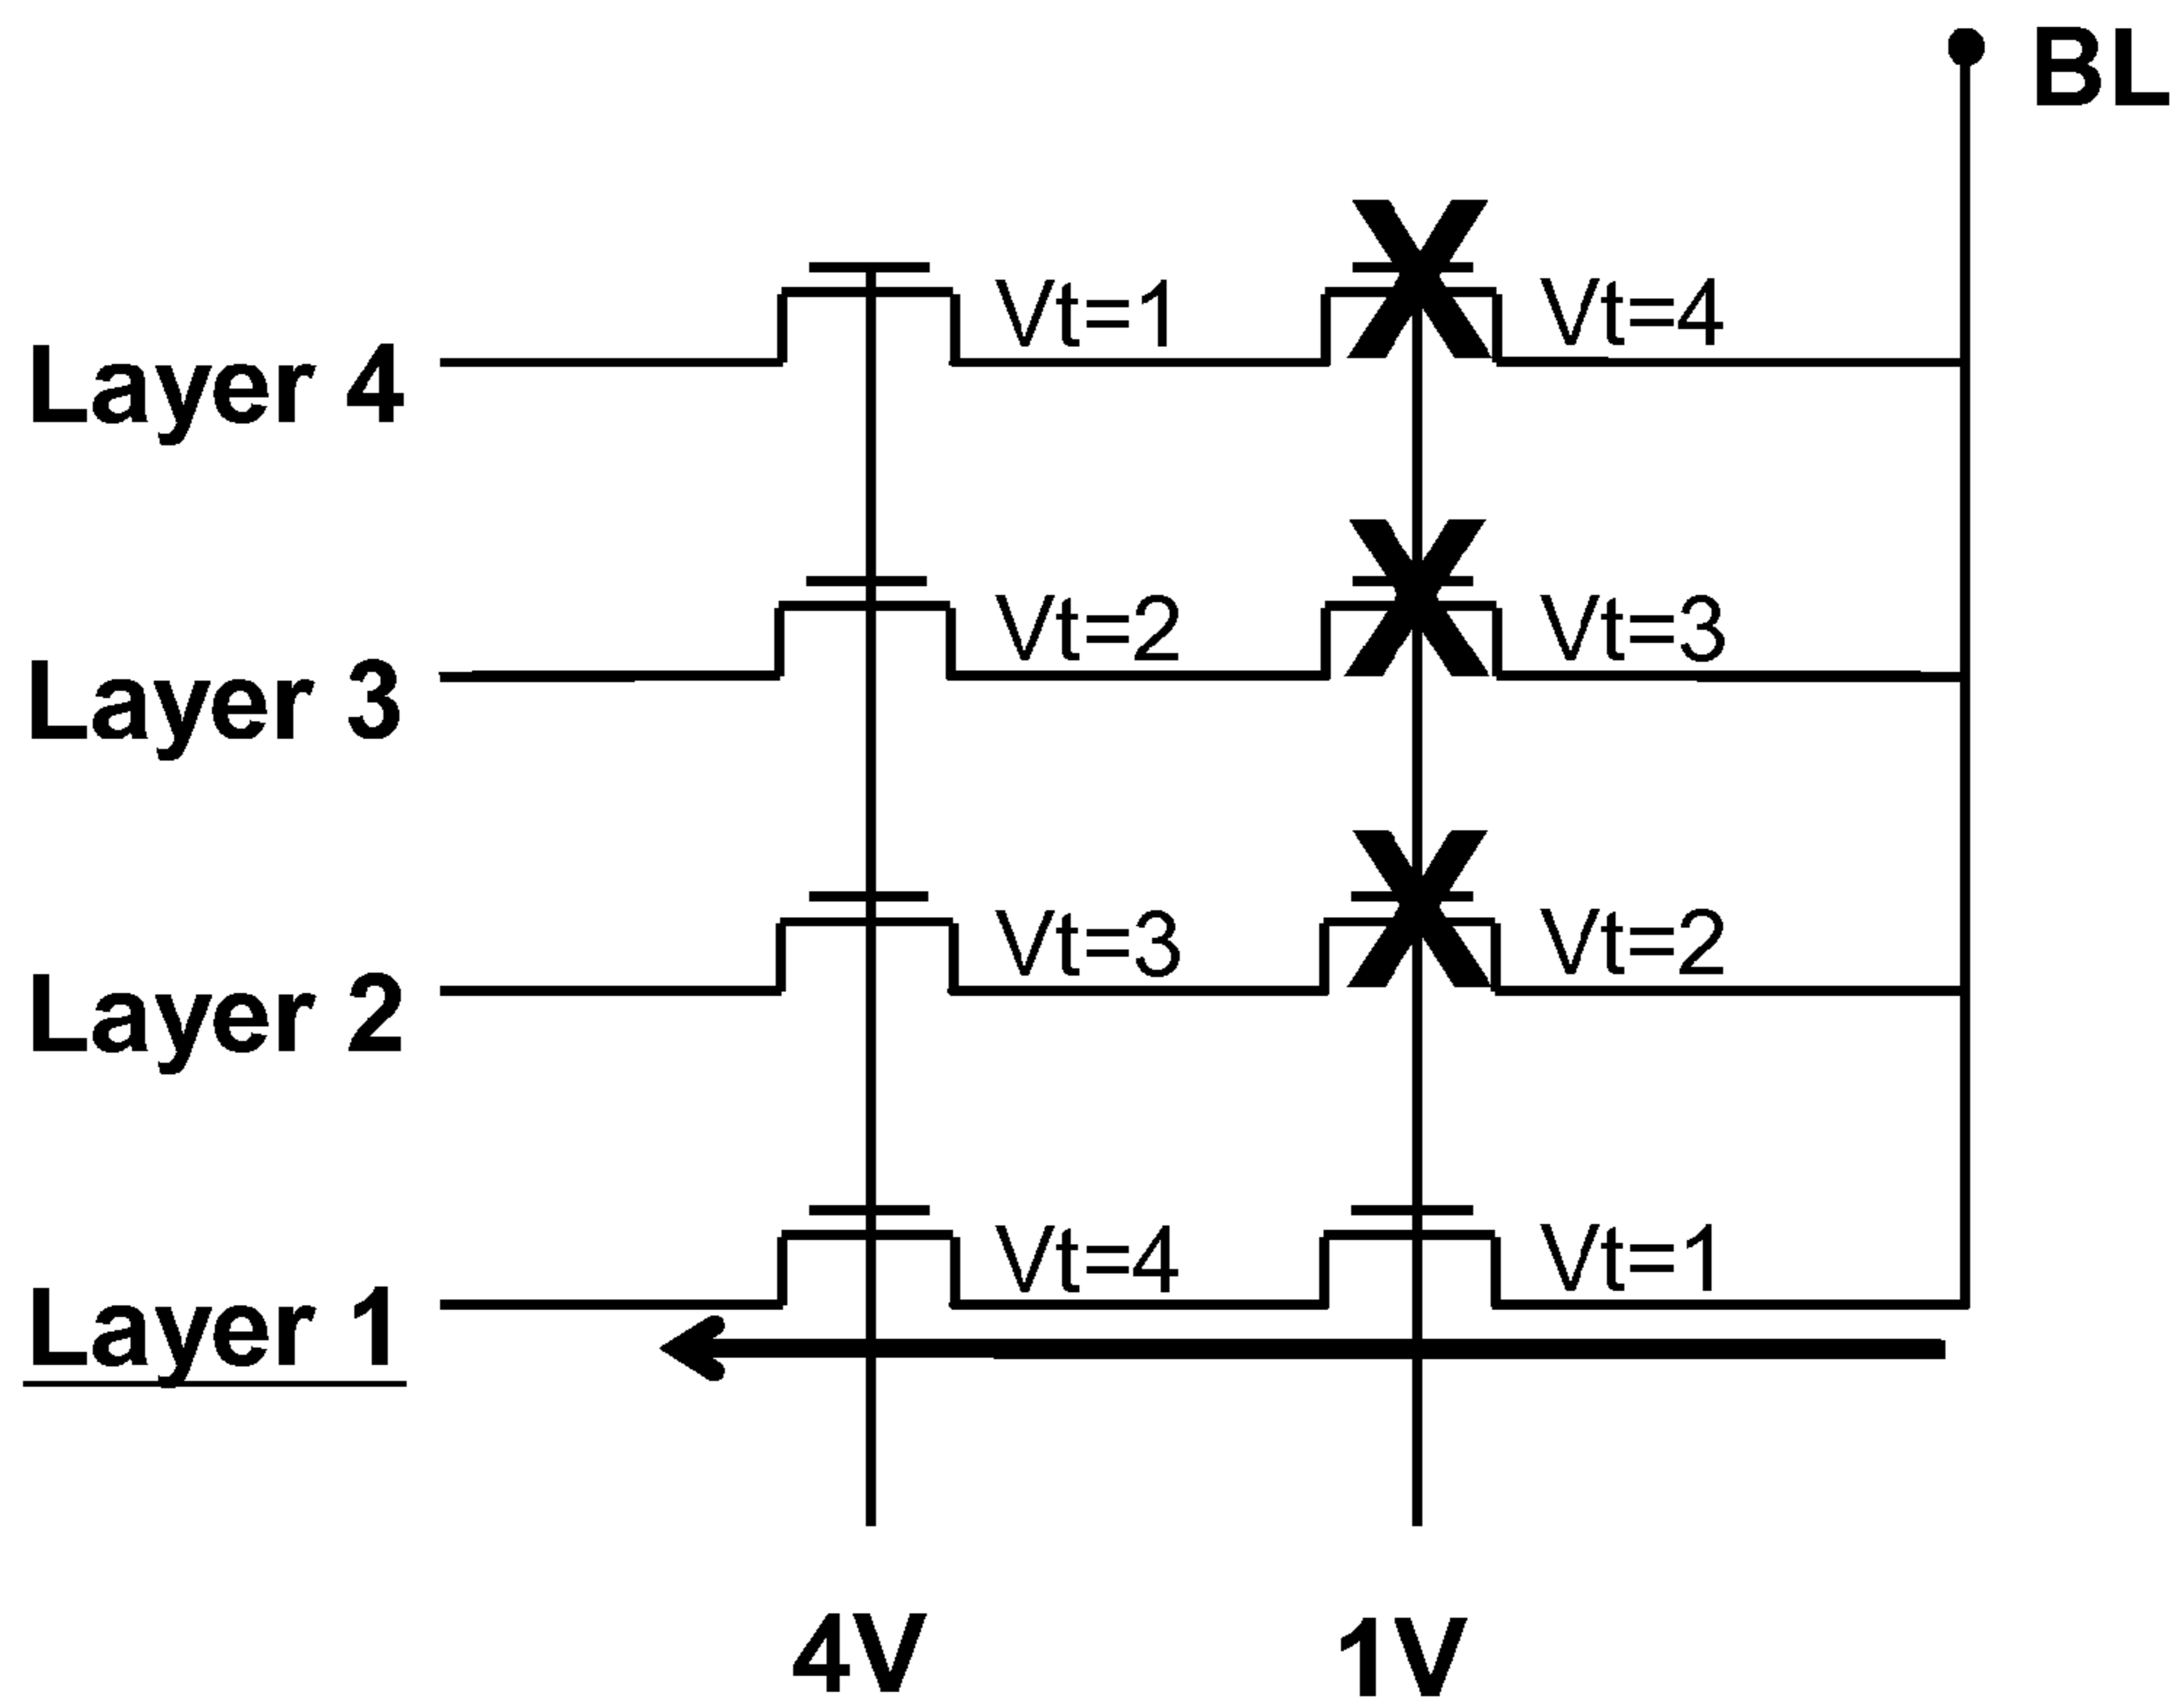 BL
Layer 4 Vt=1 Vt=4
Layer 3 Vt=2 Vt=3
Layer 2 Vt=3 Vt=2
Layer 1 Vt=4 Vt=1
4V 1V